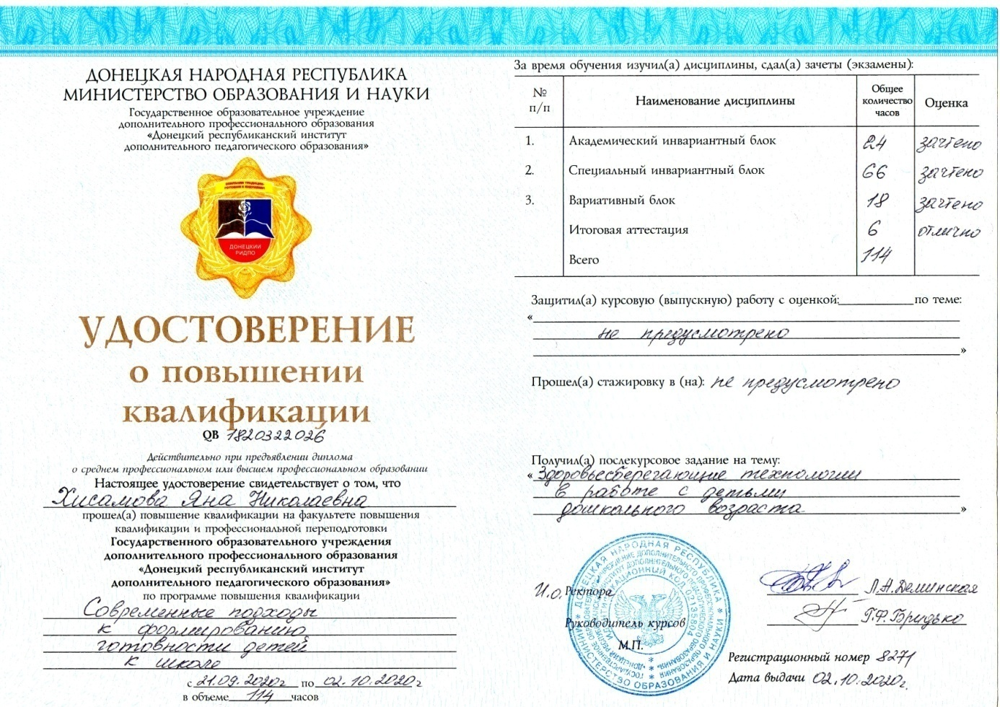 ДОНЕЦКАЯ НАРОДНАЯ РЕСПУБЛИКА
МИНИСТЕРСТВО ОБРАЗОВАНИЯ И НАУКИ
Государственное образовательное учреждение
дополнительного профессионального образования
«Донецкий республиканский институт
дополнительного педагогического образования»
ДОНЕЦКИЙ
РИДПО
УДОСТОВЕРЕНИЕ
о повышении
квалификации
QB 1820322026
Действительно при предъявлении диплома
о среднем профессиональном или высшем профессиональном образовании
Настоящее удостоверение свидетельствует о том, что
Хисамова Яна Николаевна
прошел(а) повышение квалификации на факультете повышения
квалификации и профессиональной переподготовки
Государственного образовательного учреждения
дополнительного профессионального образования
«Донецкий республиканский институт
дополнительного педагогического образования»
по программе повышения квалификации
Современные подходы
к формированию
готовности детей
к школе
с 21.09.2020г по 02.10.2020г
в объеме 114 часов
За время обучения изучил(а) дисциплины, сдал(а) зачеты (экзамены):
№ п/п Наименование дисциплины Общее количество часов Оценка
1. Академический инвариантный блок 24 зачтено
2. Специальный инвариантный блок 66 зачтено
3. Вариативный блок 18 зачтено
Итоговая аттестация 6 отлично
Всего 114
Защитил(а) курсовую (выпускную) работу с оценкой:__________по теме:
«
не предусмотрено
»
Прошел(а) стажировку в (на): не предусмотрено
Получил(а) послекурсовое задание на тему:
« Здоровьесберегающие технологии
в работе с детьми
дошкольного возраста »
И.о. Ректора Л.А.Деминская
Руководитель курсов Г.Ф.Бридько
М.П.
ДОНЕЦКАЯ НАРОДНАЯ РЕСПУБЛИКА
МИНИСТЕРСТВО ОБРАЗОВАНИЯ И НАУКИ
Регистрационный номер 8271
Дата выдачи 02.10.2020г.